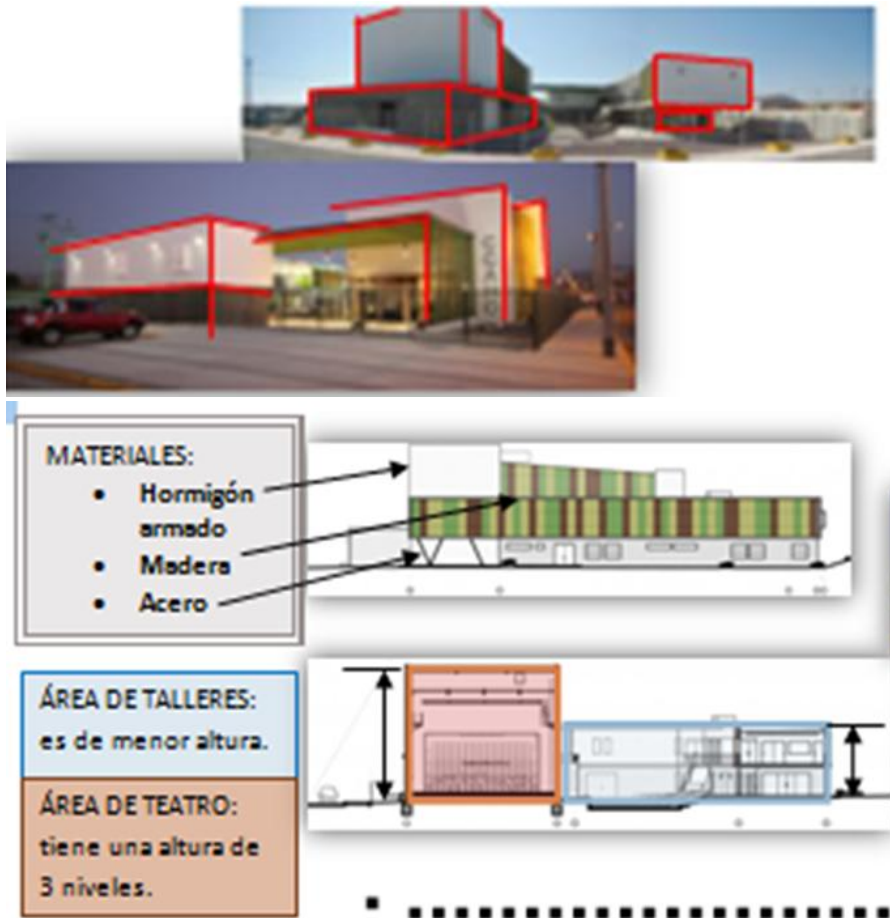 MATERIALES:
• Hormigón
armado
• Madera
• Acero
ÁREA DE TALLERES:
es de menor altura.
ÁREA DE TEATRO:
tiene una altura de
3 niveles.